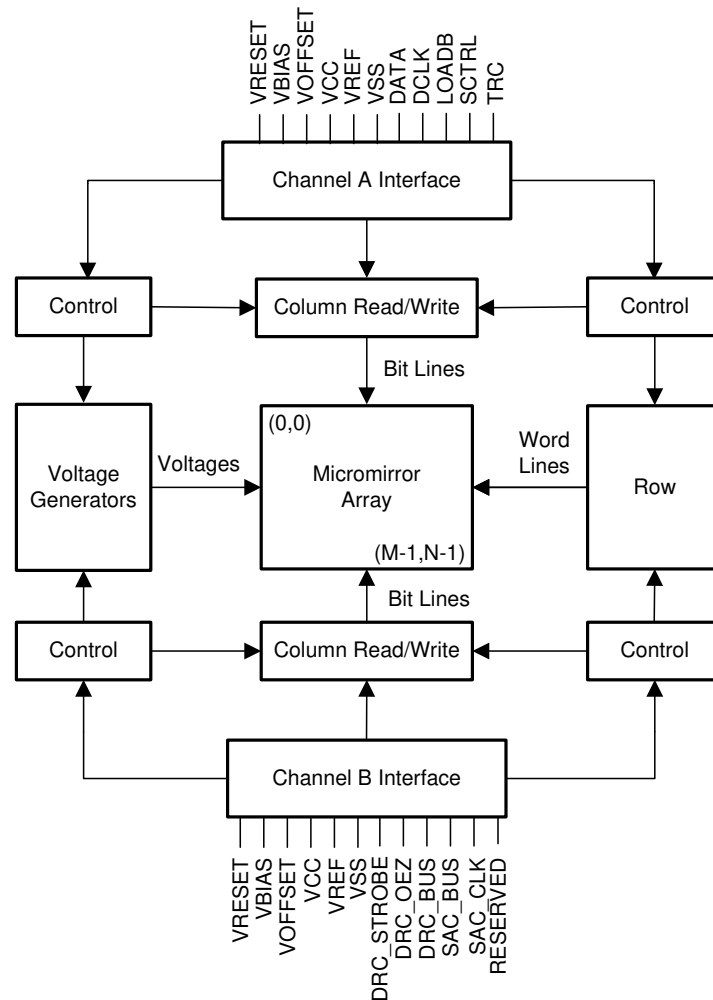 VRESET
VBIAS
VOFFSET
VCC
VREF
VSS
DATA
DCLK
LOADB
SCTRL
TRC
Channel A Interface
Control
Column Read/Write
Control
Bit Lines
(0,0)
Voltage
Generators
Voltages
Micromirror
Array
Word
Lines
Row
(M-1,N-1)
Bit Lines
Control
Column Read/Write
Control
Channel B Interface
VRESET
VBIAS
VOFFSET
VCC
VREF
VSS
DRC_STROBE
DRC_OEZ
DRC_BUS
SAC_BUS
SAC_CLK
RESERVED